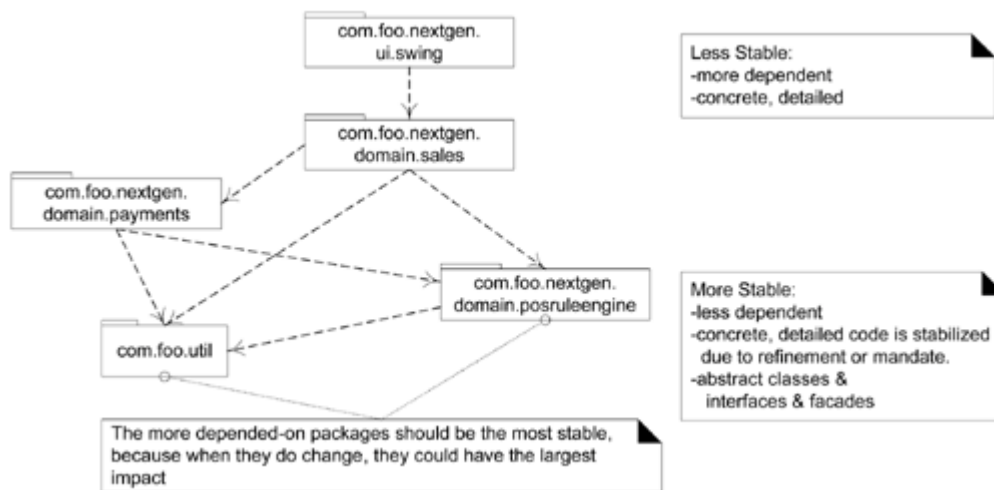 com.foo.nextgen.
ui.swing
Less Stable:
-more dependent
-concrete, detailed
com.foo.nextgen.
domain.sales
com.foo.nextgen.
domain.payments
com.foo.nextgen.
domain.posruleengine
com.foo.util
More Stable:
-less dependent
-concrete, detailed code is stabilized
due to refinement or mandate.
-abstract classes &
interfaces & facades
The more depended-on packages should be the most stable,
because when they do change, they could have the largest
impact